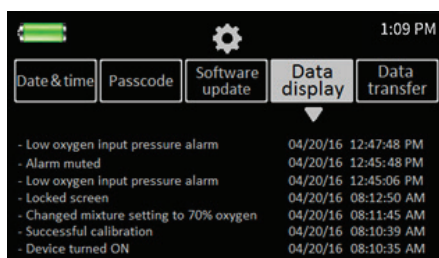 1:09 PM
Date & time Passcode Software update Data display Data transfer
- Low oxygen input pressure alarm 04/20/16 12:47:48 PM
- Alarm muted 04/20/16 12:45:48 PM
- Low oxygen input pressure alarm 04/20/16 12:45:06 PM
- Locked screen 04/20/16 08:12:50 AM
- Changed mixture setting to 70% oxygen 04/20/16 08:11:45 AM
- Successful calibration 04/20/16 08:10:39 AM
- Device turned ON 04/20/16 08:10:35 AM